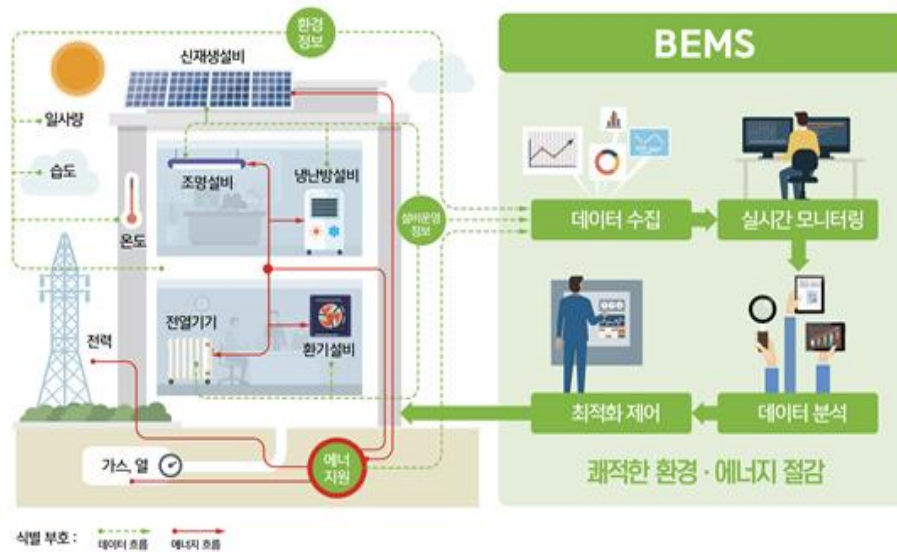 환경
정보
BEMS
신재생설비
일사량
습도
온도
조명설비
냉난방설비
설비운영
정보
데이터 수집
실시간 모니터링
전력
전열기기
환기설비
최적화 제어
데이터 분석
가스, 열
에너
지원
쾌적한 환경 · 에너지 절감
식별 부호 :
데이터 흐름
에너지 흐름